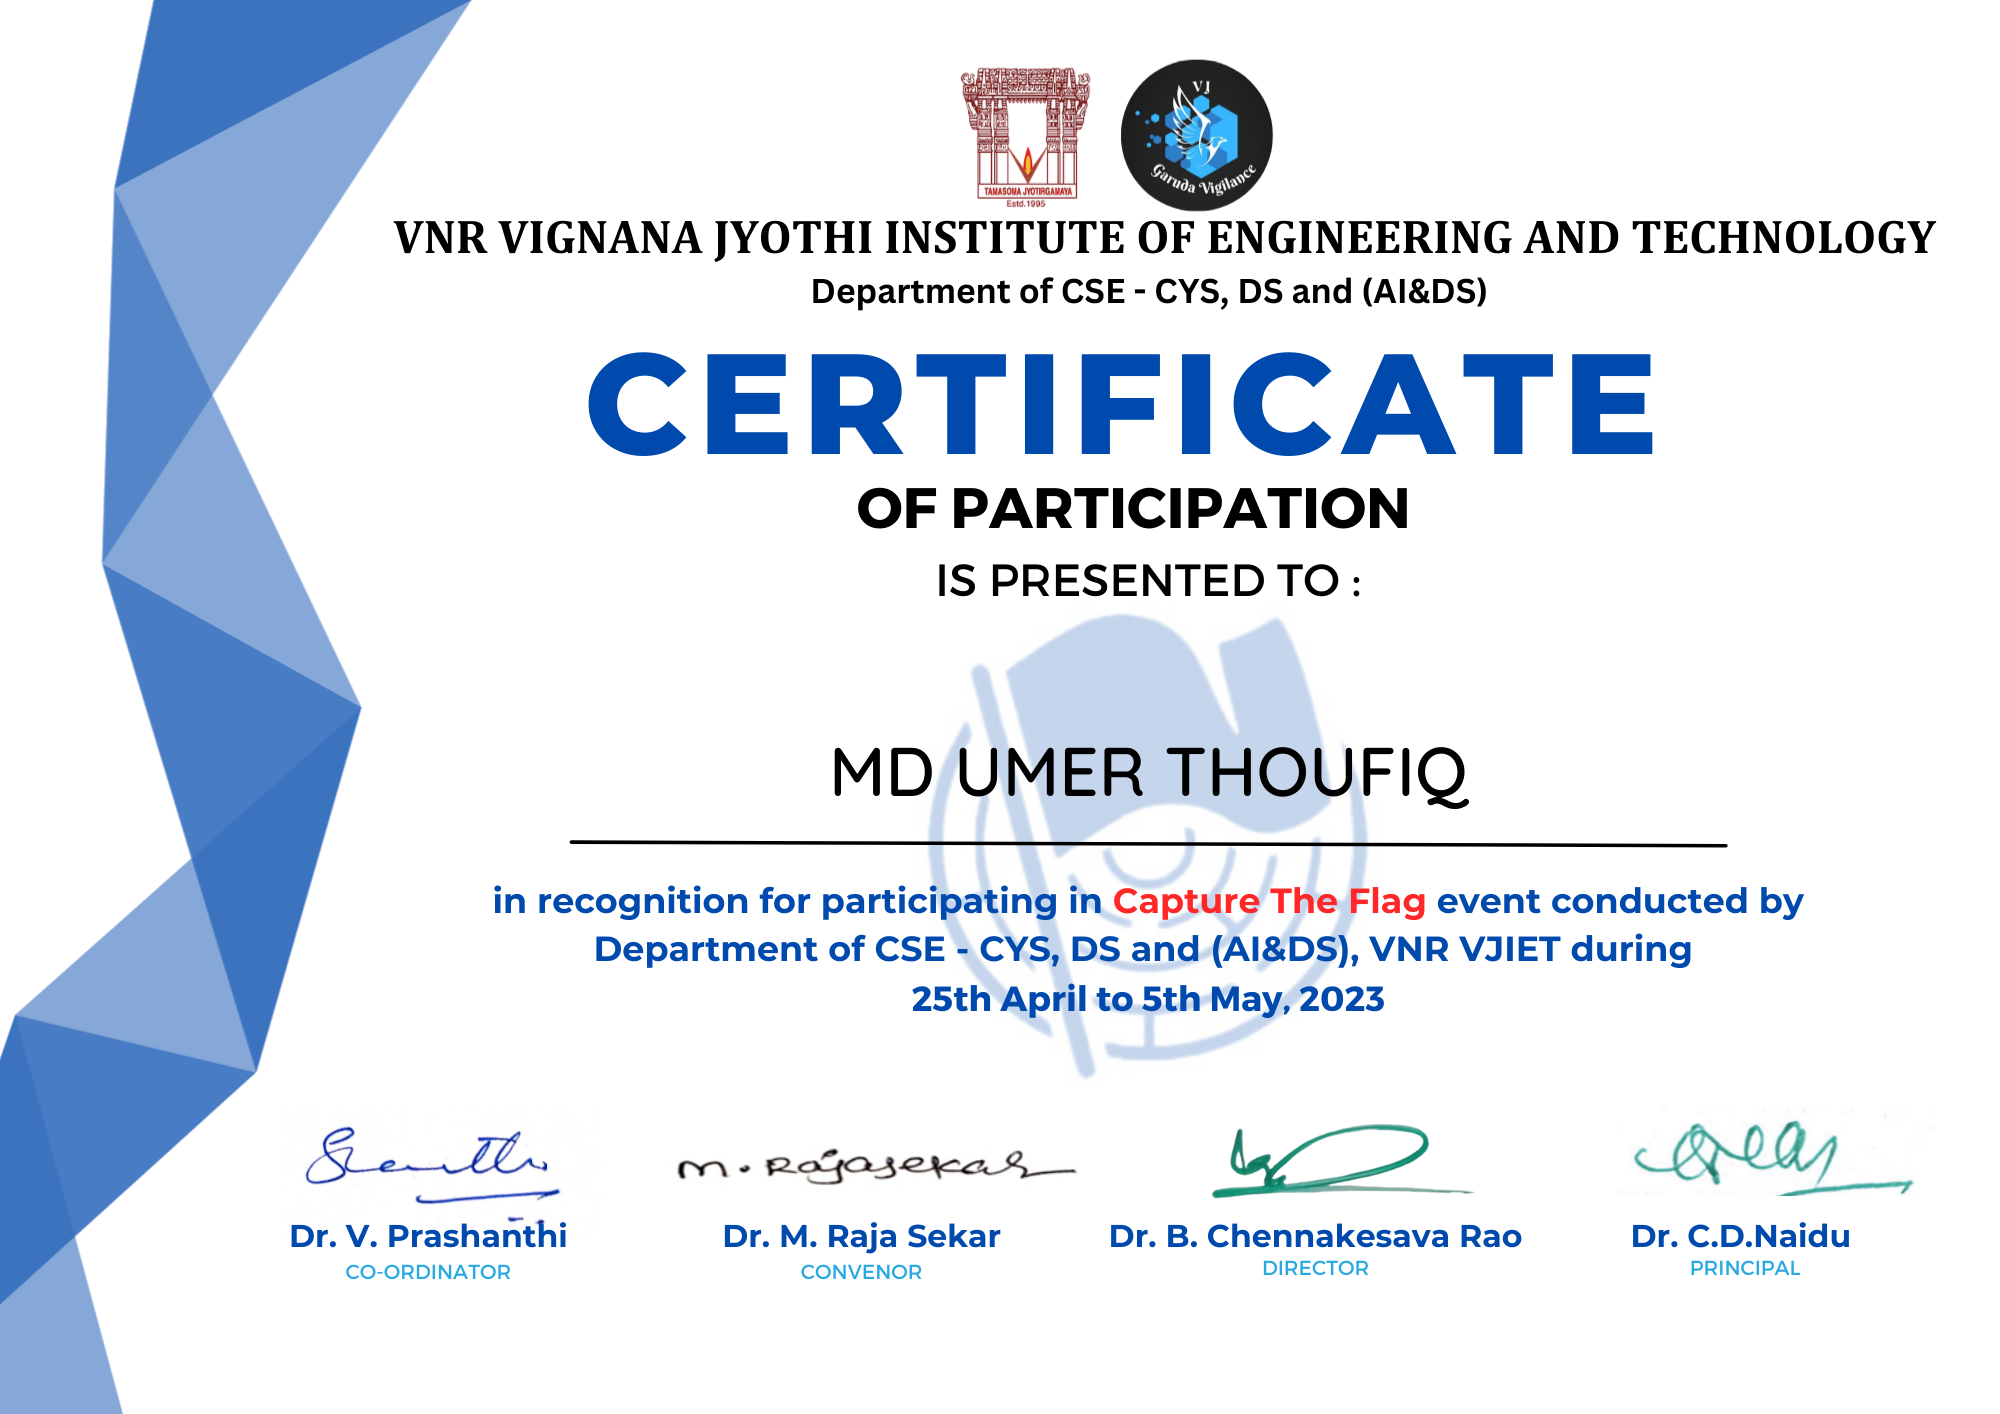 TAMASOMA JYOTIRGAMAYA
Estd.1995
VJ
Garuda Vigilance
VNR VIGNANA JYOTHI INSTITUTE OF ENGINEERING AND TECHNOLOGY
Department of CSE - CYS, DS and (AI&DS)
CERTIFICATE
OF PARTICIPATION
IS PRESENTED TO :
MD UMER THOUFIQ
in recognition for participating in Capture The Flag event conducted by
Department of CSE - CYS, DS and (AI&DS), VNR VJIET during
25th April to 5th May, 2023
M. Rajasekar
Dr. V. Prashanthi
CO-ORDINATOR
Dr. M. Raja Sekar
CONVENOR
Dr. B. Chennakesava Rao
DIRECTOR
Dr. C.D.Naidu
PRINCIPAL